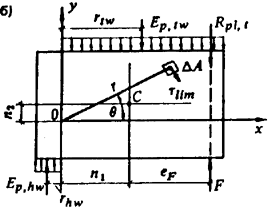 б)
y
r_tw
E_p,tw
R_pl,t
ΔA
r
τ_lim
C
n_2
0
θ
x
E_p,hw
n_1
e_F
r_hw
F